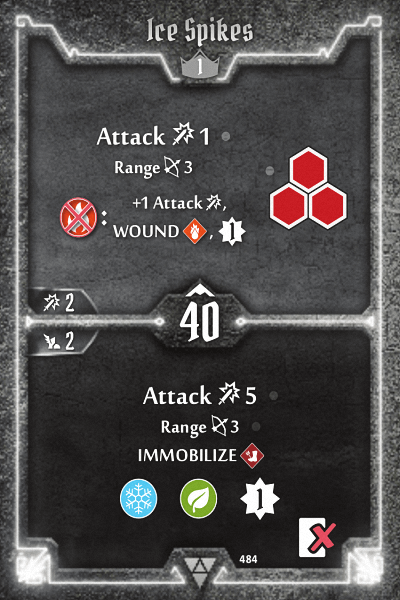 Ice Spikes
1
Attack 1
Range 3
:
+1 Attack,
WOUND, 1
2
40
2
Attack 5
Range 3
IMMOBILIZE
1
484